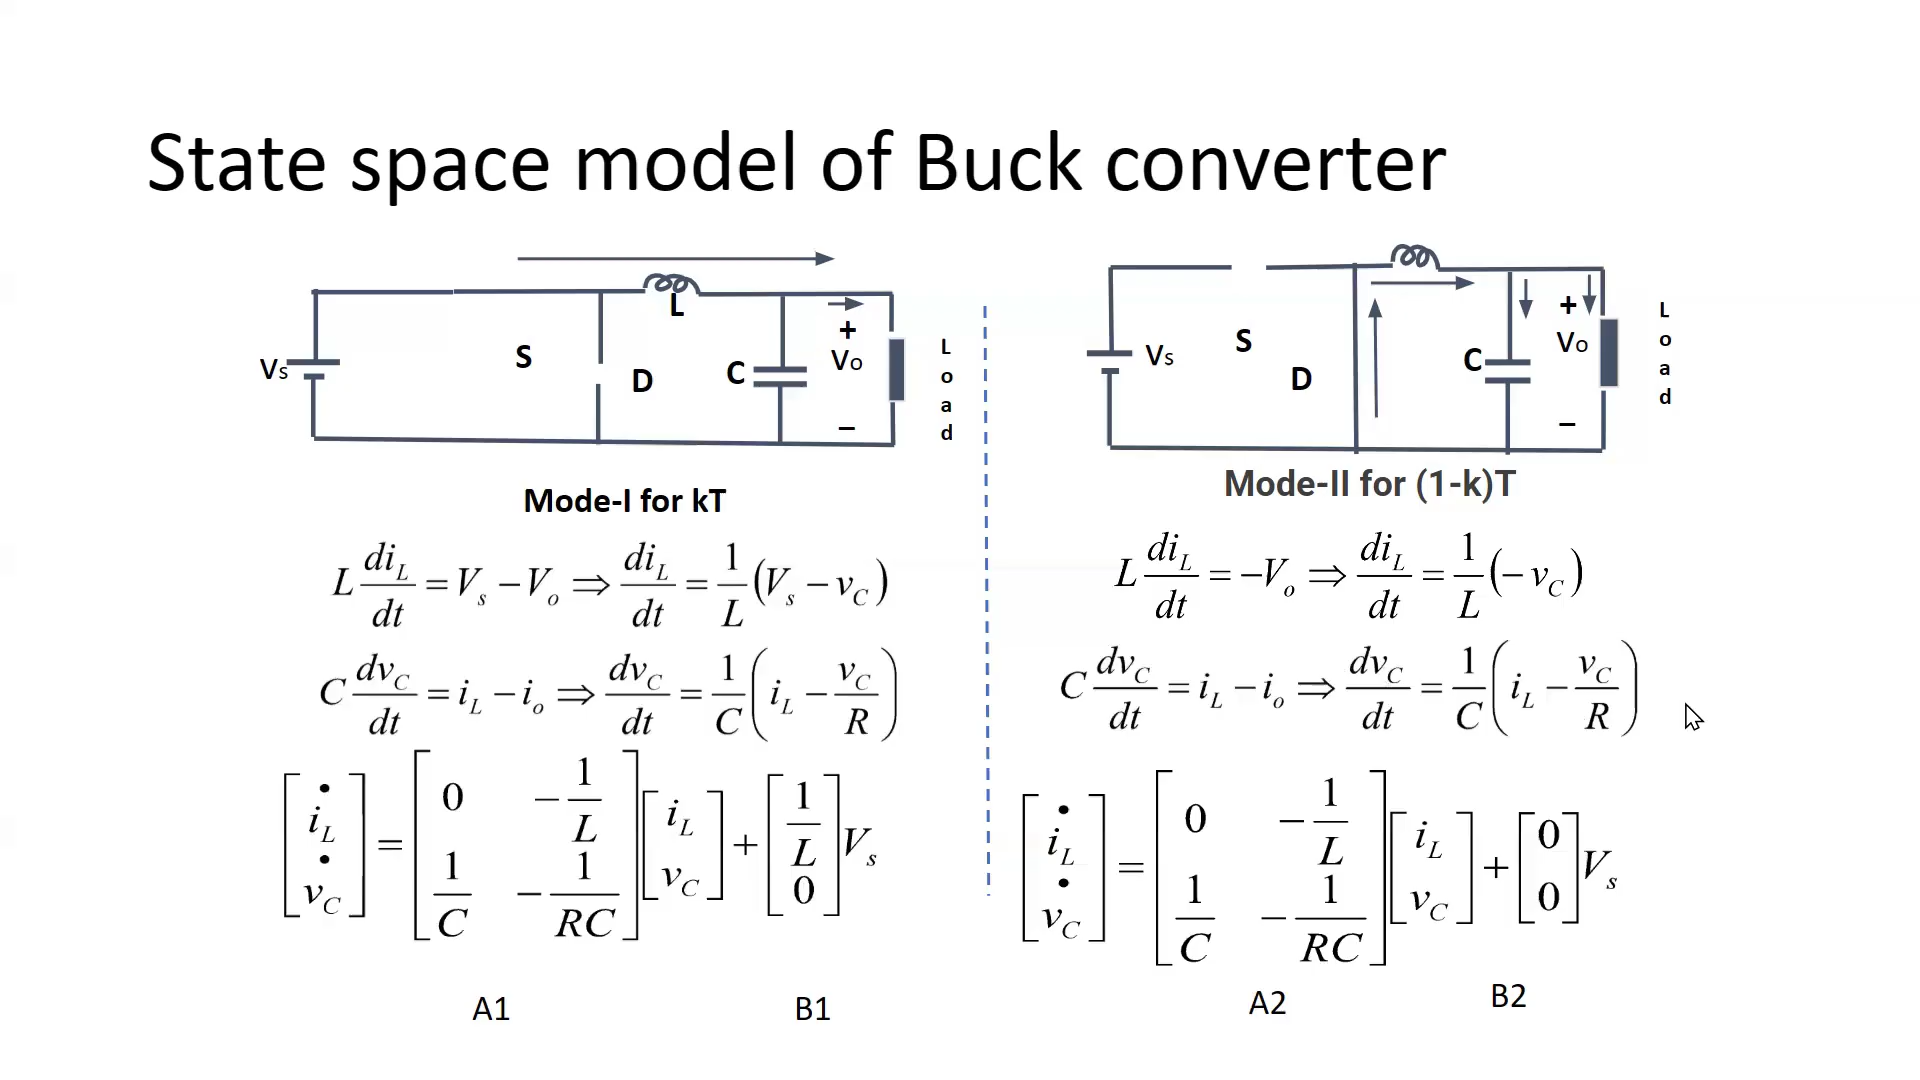 State space model of Buck converter
Vs
S
D
L
C
+
Vo
–
Load
Mode-I for kT
L di_L/dt = V_s − V_o ⇒ di_L/dt = 1/L (V_s − v_C)
C dv_C/dt = i_L − i_o ⇒ dv_C/dt = 1/C (i_L − v_C/R)
[i̇_L; v̇_C] = [0 −1/L; 1/C −1/RC] [i_L; v_C] + [1/L; 0] V_s
A1 B1
Vs
S
D
C
+
Vo
–
Load
Mode-II for (1-k)T
L di_L/dt = −V_o ⇒ di_L/dt = 1/L (− v_C)
C dv_C/dt = i_L − i_o ⇒ dv_C/dt = 1/C (i_L − v_C/R)
[i̇_L; v̇_C] = [0 −1/L; 1/C −1/RC] [i_L; v_C] + [0; 0] V_s
A2 B2